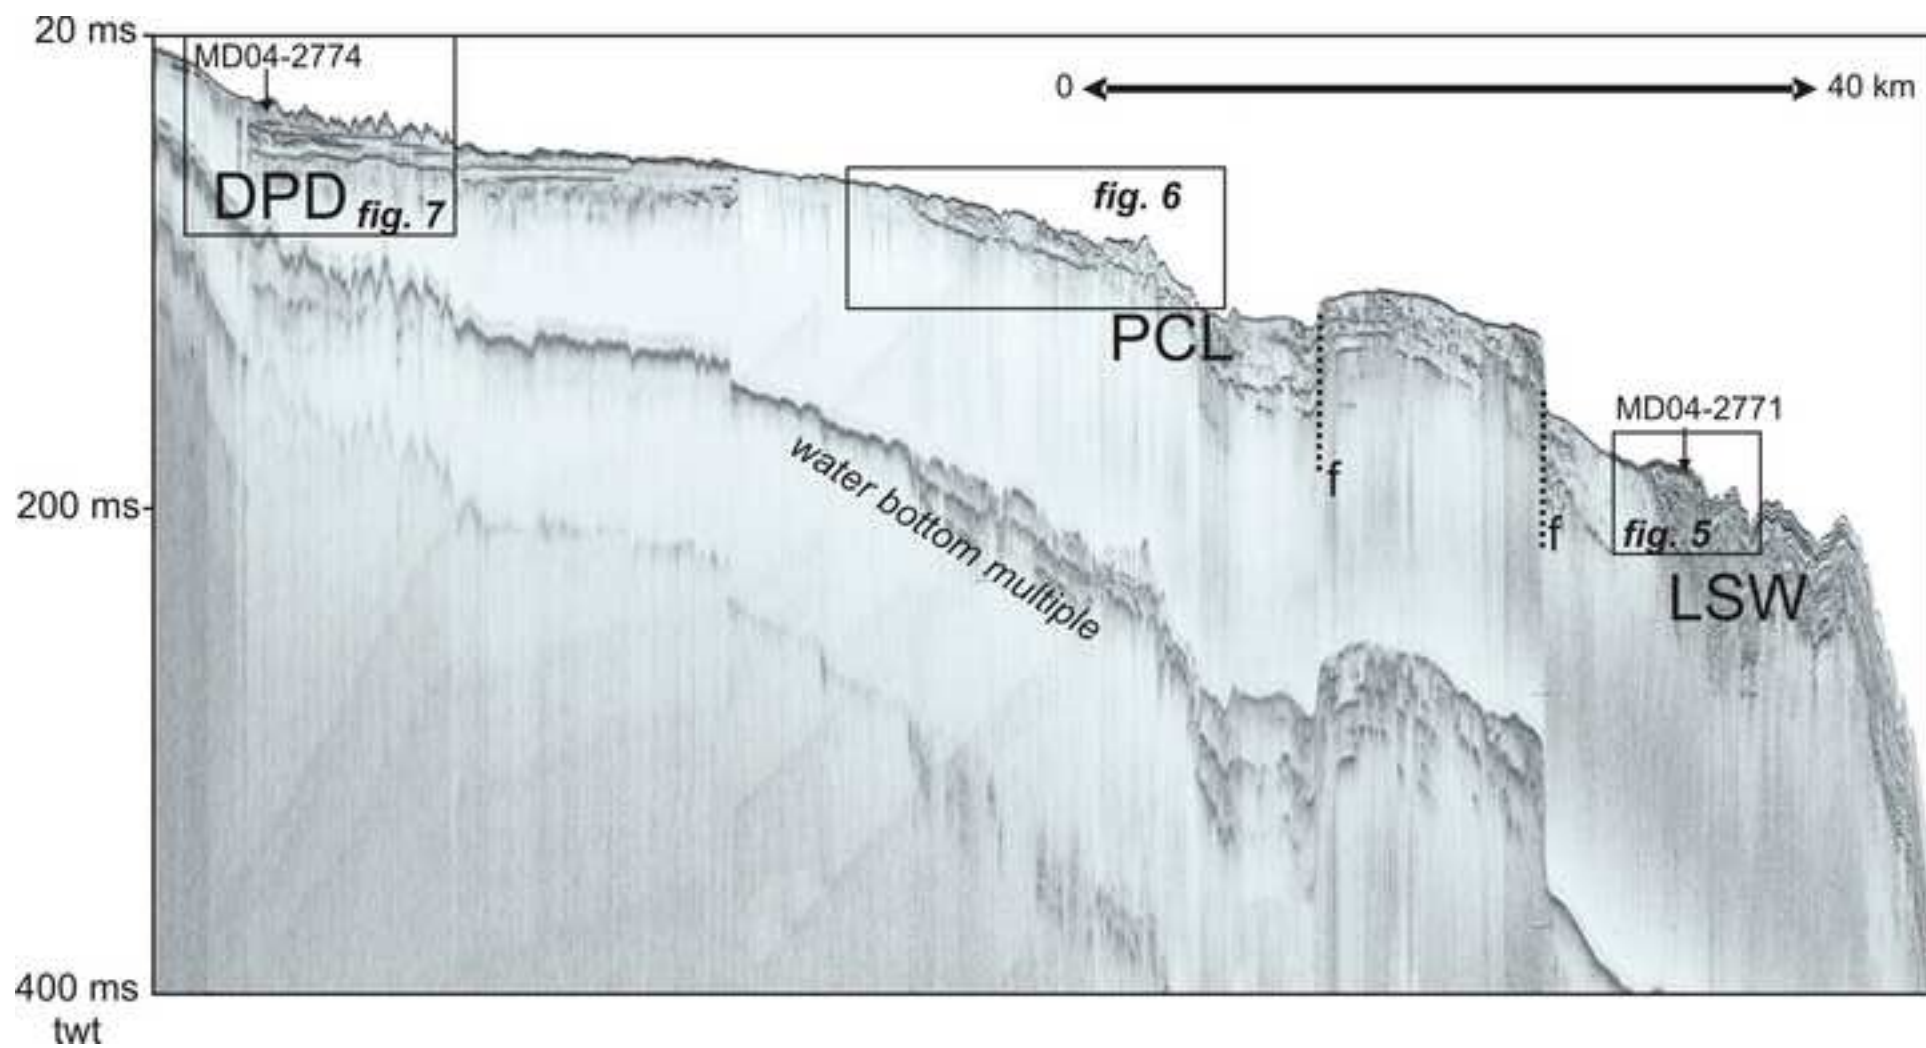 20 ms
MD04-2774
0 40 km
DPD fig. 7
fig. 6
PCL
MD04-2771
water bottom multiple
f
200 ms
f
fig. 5
LSW
400 ms
twt